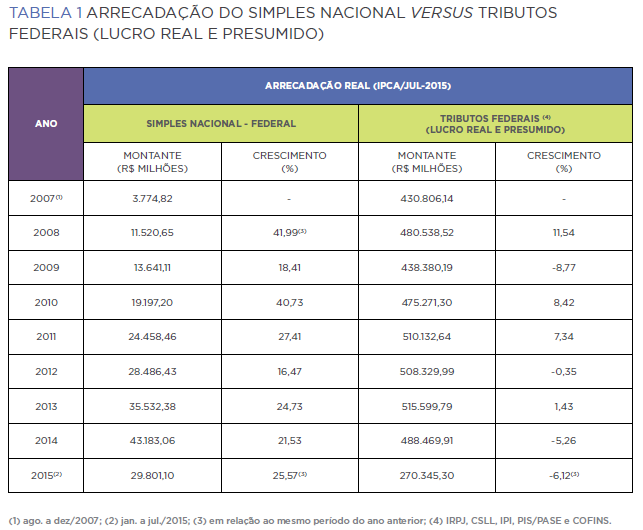 TABELA 1 ARRECADAÇÃO DO SIMPLES NACIONAL VERSUS TRIBUTOS
FEDERAIS (LUCRO REAL E PRESUMIDO)
ANO
ARRECADAÇÃO REAL (IPCA/JUL-2015)
SIMPLES NACIONAL - FEDERAL
TRIBUTOS FEDERAIS (4)
(LUCRO REAL E PRESUMIDO)
MONTANTE CRESCIMENTO MONTANTE CRESCIMENTO
(R$ MILHÕES) (%) (R$ MILHÕES) (%)
2007(1) 3.774,82 - 430.806,14 -
2008 11.520,65 41,99(3) 480.538,52 11,54
2009 13.641,11 18,41 438.380,19 -8,77
2010 19.197,20 40,73 475.271,30 8,42
2011 24.458,46 27,41 510.132,64 7,34
2012 28.486,43 16,47 508.329,99 -0,35
2013 35.532,38 24,73 515.599,79 1,43
2014 43.183,06 21,53 488.469,91 -5,26
2015(2) 29.801,10 25,57(3) 270.345,30 -6,12(3)
(1) ago. a dez/2007; (2) jan. a jul./2015; (3) em relação ao mesmo período do ano anterior; (4) IRPJ, CSLL, IPI, PIS/PASE e COFINS.